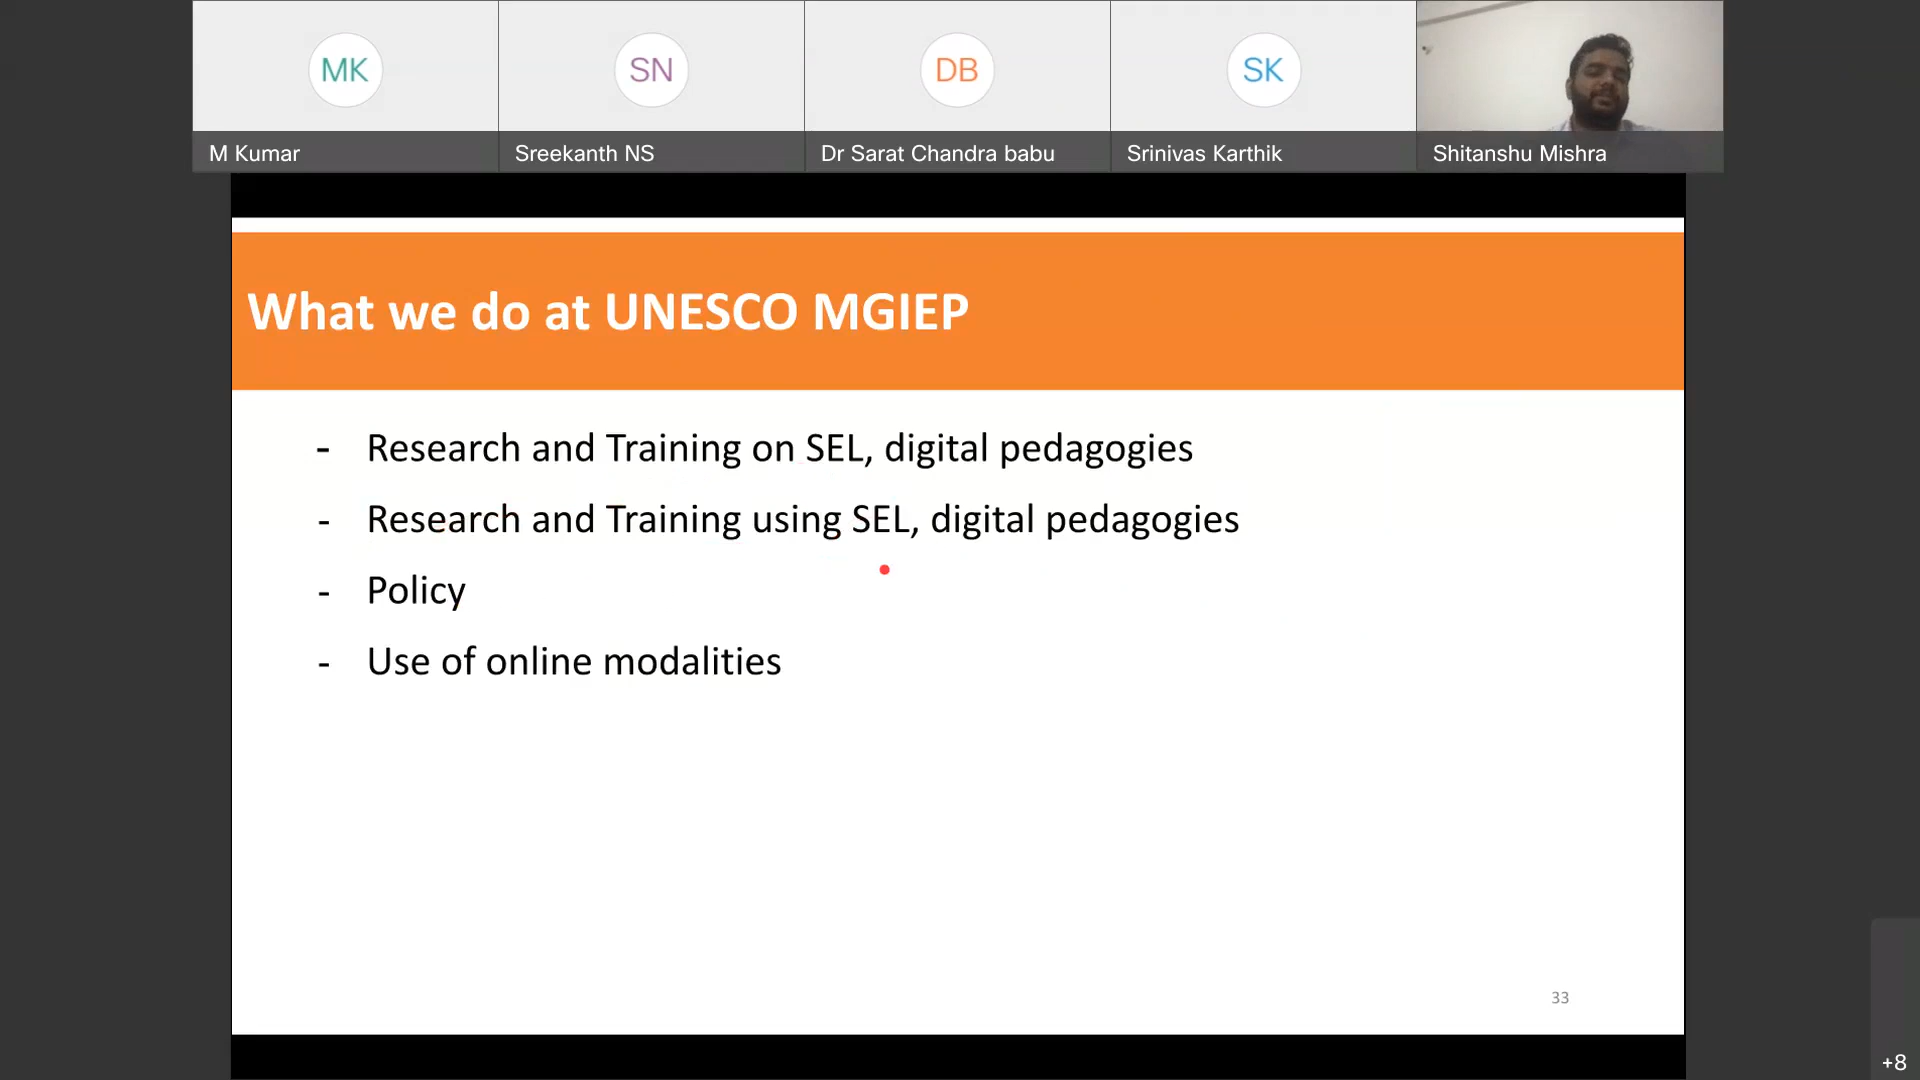 MK
SN
DB
SK
M Kumar
Sreekanth NS
Dr Sarat Chandra babu
Srinivas Karthik
Shitanshu Mishra
What we do at UNESCO MGIEP
- Research and Training on SEL, digital pedagogies
- Research and Training using SEL, digital pedagogies
- Policy
- Use of online modalities
33
+8